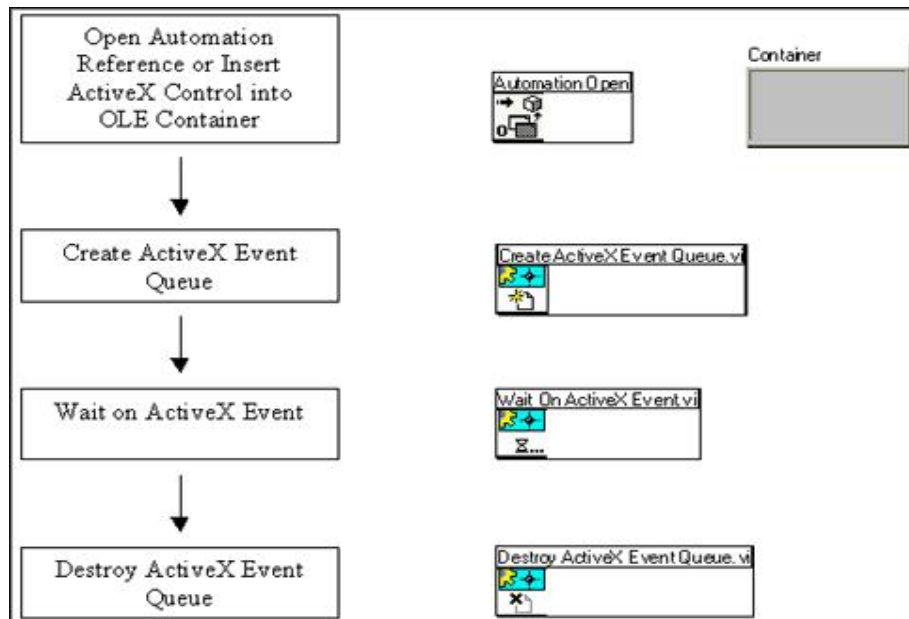 Open Automation
Reference or Insert
ActiveX Control into
OLE Container
Automation Open
Container
Create ActiveX Event
Queue
Create ActiveX Event Queue.vi
Wait on ActiveX Event
Wait On ActiveX Event.vi
Destroy ActiveX Event
Queue
Destroy ActiveX Event Queue.vi